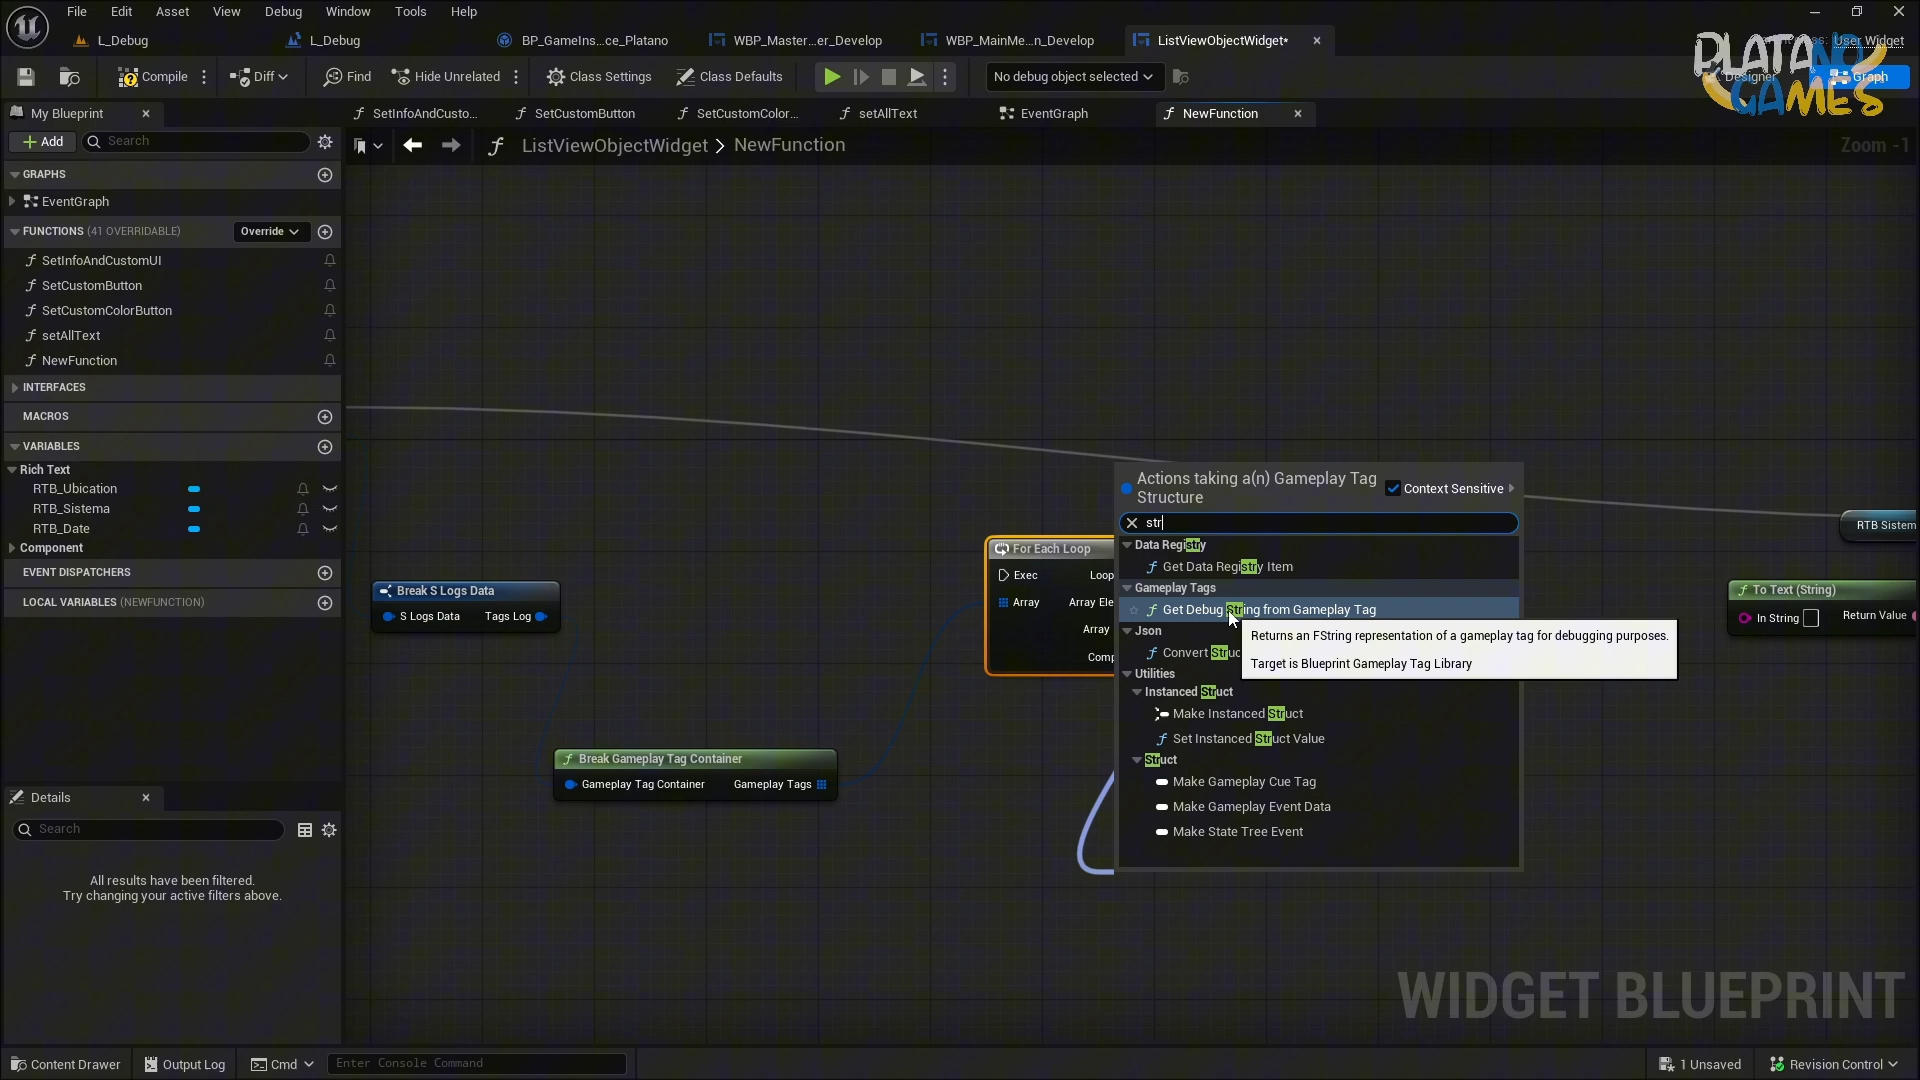 File Edit Asset View Debug Window Tools Help
L_Debug L_Debug BP_GameIns...ce_Platano WBP_Master...er_Develop WBP_MainMe...n_Develop ListViewObjectWidget*
User Widget
Compile Diff Find Hide Unrelated Class Settings Class Defaults No debug object selected Designer Graph
PLATANO GAMES
My Blueprint
SetInfoAndCusto... SetCustomButton SetCustomColor... setAllText EventGraph NewFunction
Add Search
ListViewObjectWidget > NewFunction
Zoom -1
GRAPHS
EventGraph
FUNCTIONS (41 OVERRIDABLE) Override
SetInfoAndCustomUI
SetCustomButton
SetCustomColorButton
setAllText
NewFunction
INTERFACES
MACROS
VARIABLES
Rich Text
RTB_Ubication
RTB_Sistema
RTB_Date
Component
EVENT DISPATCHERS
LOCAL VARIABLES (NEWFUNCTION)
Break S Logs Data
S Logs Data Tags Log
Break Gameplay Tag Container
Gameplay Tag Container Gameplay Tags
For Each Loop
Exec Loop
Array Array Ele
Array
Comp
Actions taking a(n) Gameplay Tag
Structure
Context Sensitive
str
Data Registry
Get Data Registry Item
Gameplay Tags
Get Debug String from Gameplay Tag
Json
Convert Struc
Utilities
Instanced Struct
Make Instanced Struct
Set Instanced Struct Value
Struct
Make Gameplay Cue Tag
Make Gameplay Event Data
Make State Tree Event
Returns an FString representation of a gameplay tag for debugging purposes.
Target is Blueprint Gameplay Tag Library
RTB Sistem
To Text (String)
In String Return Value
Details
Search
All results have been filtered.
Try changing your active filters above.
WIDGET BLUEPRINT
Content Drawer Output Log Cmd Enter Console Command 1 Unsaved Revision Control